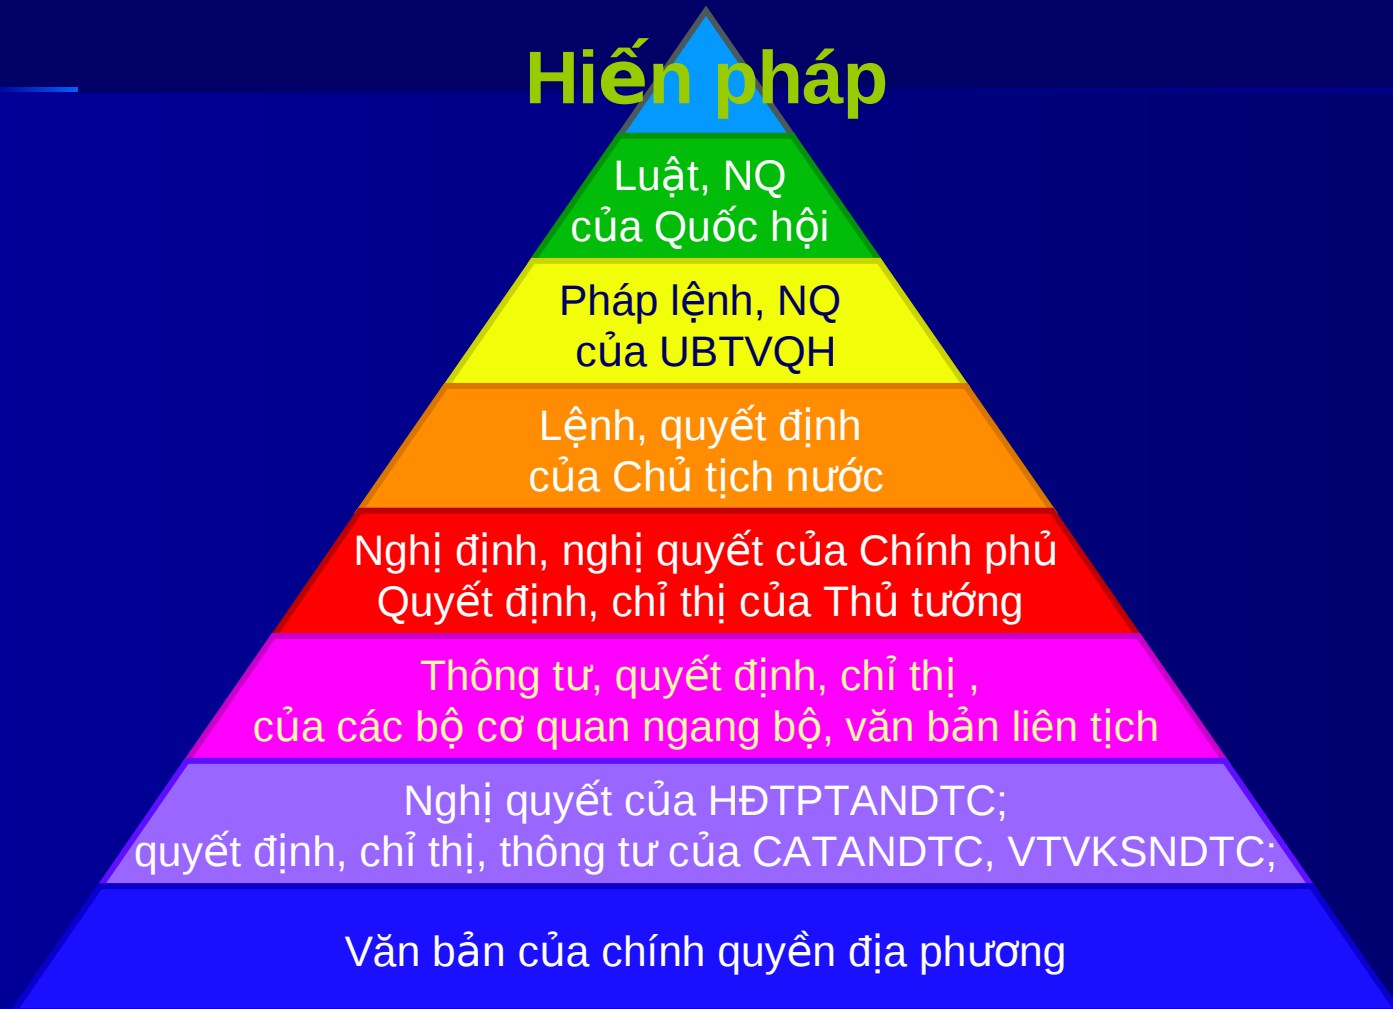 Hiến pháp
Luật, NQ
của Quốc hội
Pháp lệnh, NQ
của UBTVQH
Lệnh, quyết định
của Chủ tịch nước
Nghị định, nghị quyết của Chính phủ
Quyết định, chỉ thị của Thủ tướng
Thông tư, quyết định, chỉ thị ,
của các bộ cơ quan ngang bộ, văn bản liên tịch
Nghị quyết của HĐTPTANDTC;
quyết định, chỉ thị, thông tư của CATANDTC, VTVKSNDTC;
Văn bản của chính quyền địa phương